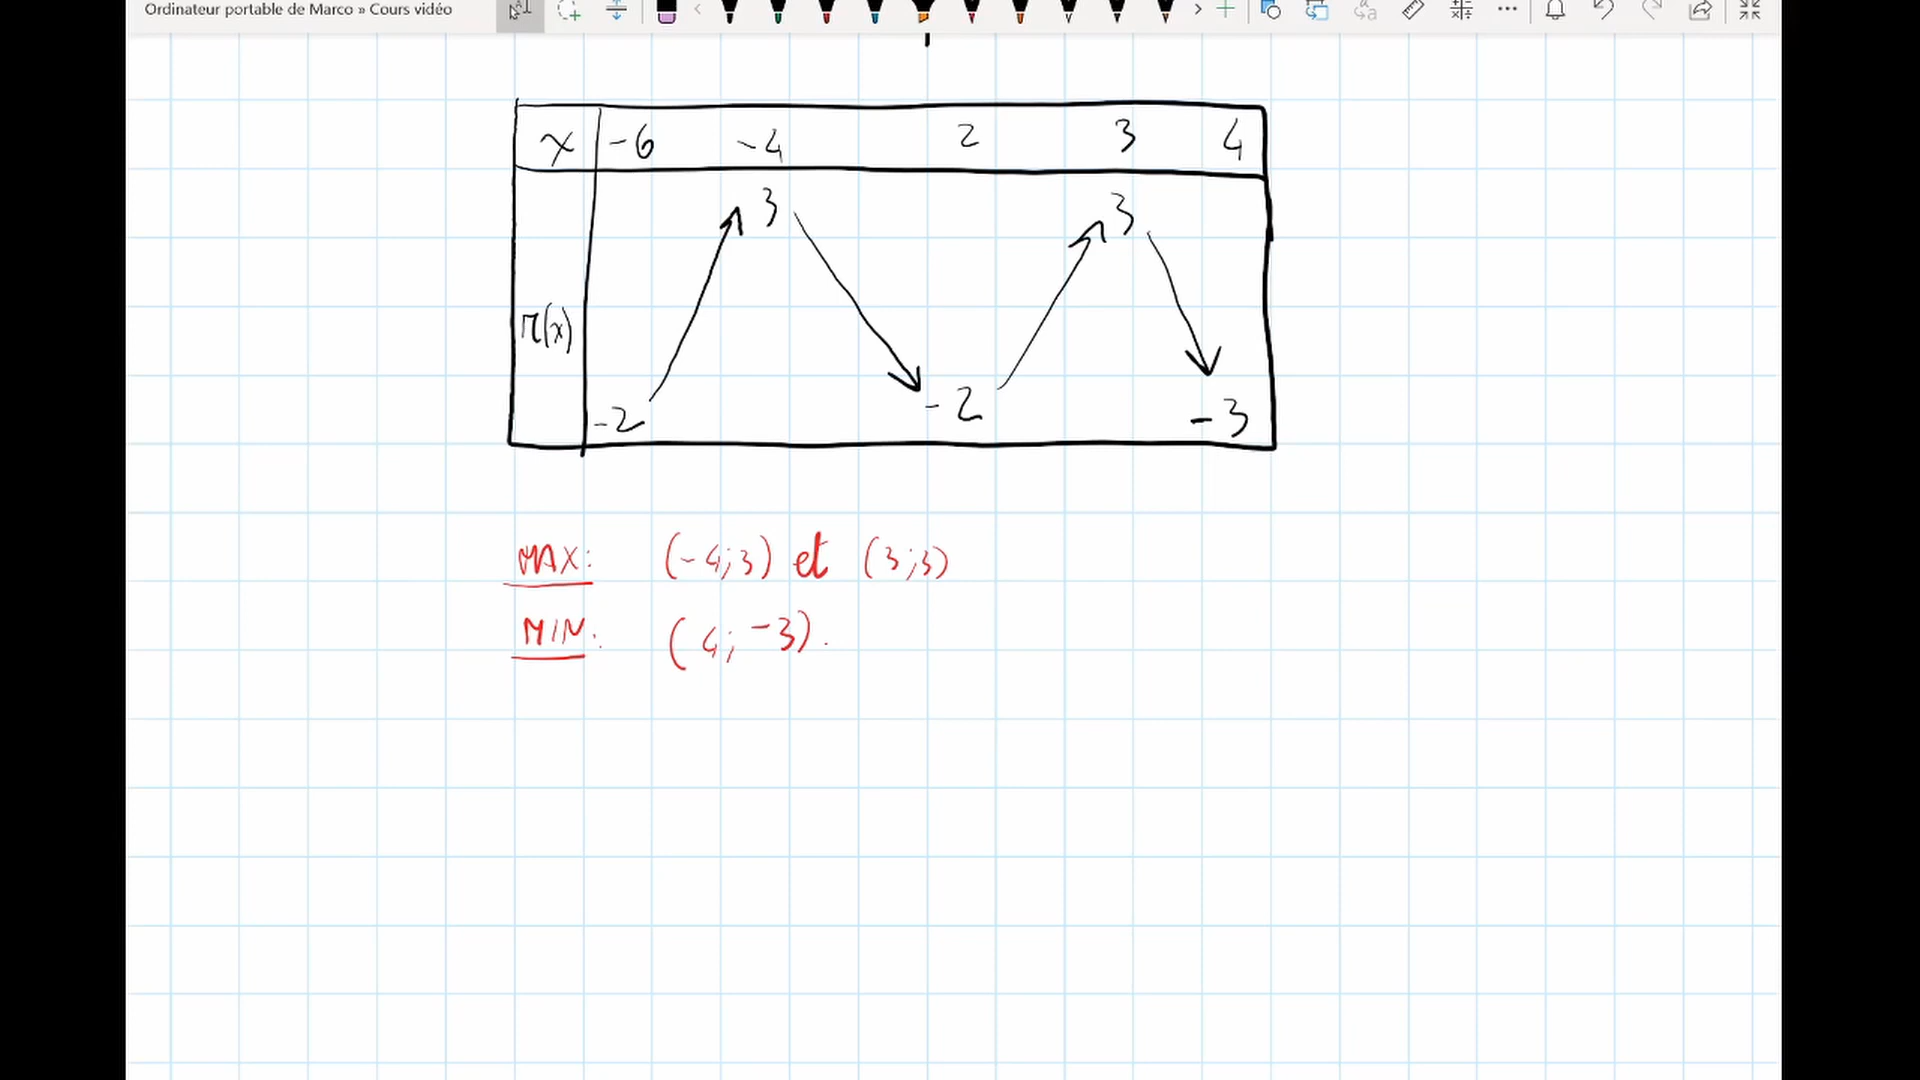 Ordinateur portable de Marco » Cours vidéo
x -6 -4 2 3 4
3 3
r(x)
-2 -2 -3
MAX: (-4;3) et (3;3)
MIN: (4;-3).